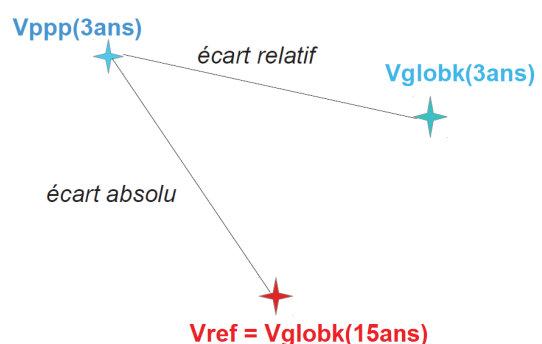 Vppp(3ans)
écart relatif
Vglobk(3ans)
écart absolu
Vref = Vglobk(15ans)